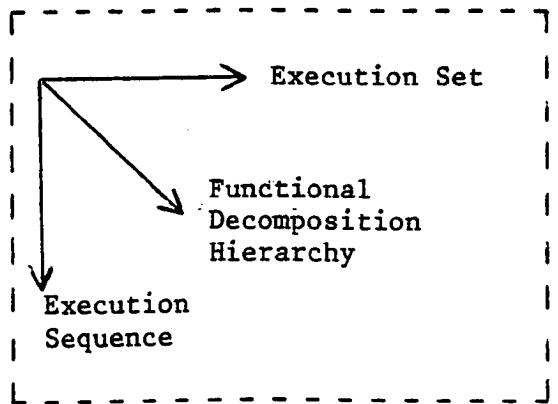 Execution Set
Functional
Decomposition
Hierarchy
Execution
Sequence